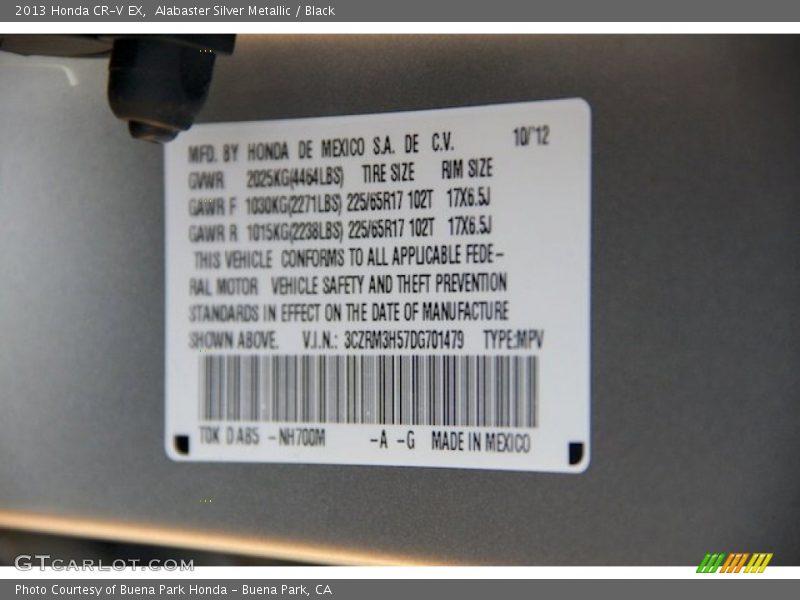 2013 Honda CR-V EX,  Alabaster Silver Metallic / Black
MFD. BY HONDA DE MEXICO S.A. DE C.V. 10/'12
GVWR 2025KG(4464LBS) TIRE SIZE RIM SIZE
GAWR F 1030KG(2271LBS) 225/65R17 102T 17X6.5J
GAWR R 1015KG(2238LBS) 225/65R17 102T 17X6.5J
THIS VEHICLE CONFORMS TO ALL APPLICABLE FEDE-
RAL MOTOR VEHICLE SAFETY AND THEFT PREVENTION
STANDARDS IN EFFECT ON THE DATE OF MANUFACTURE
SHOWN ABOVE. V.I.N.: 3CZRM3H57DG701479 TYPE:MPV
T0K D AB5 -NH700M -A -G MADE IN MEXICO
GTCARLOT.COM
Photo Courtesy of Buena Park Honda - Buena Park, CA